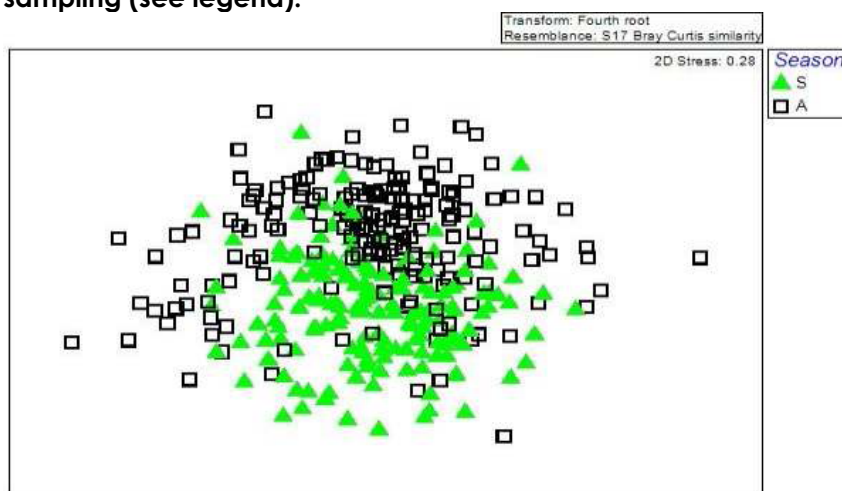 sampling (see legend).
Transform: Fourth root
Resemblance: S17 Bray Curtis similarity
2D Stress: 0.28
Season
S
A